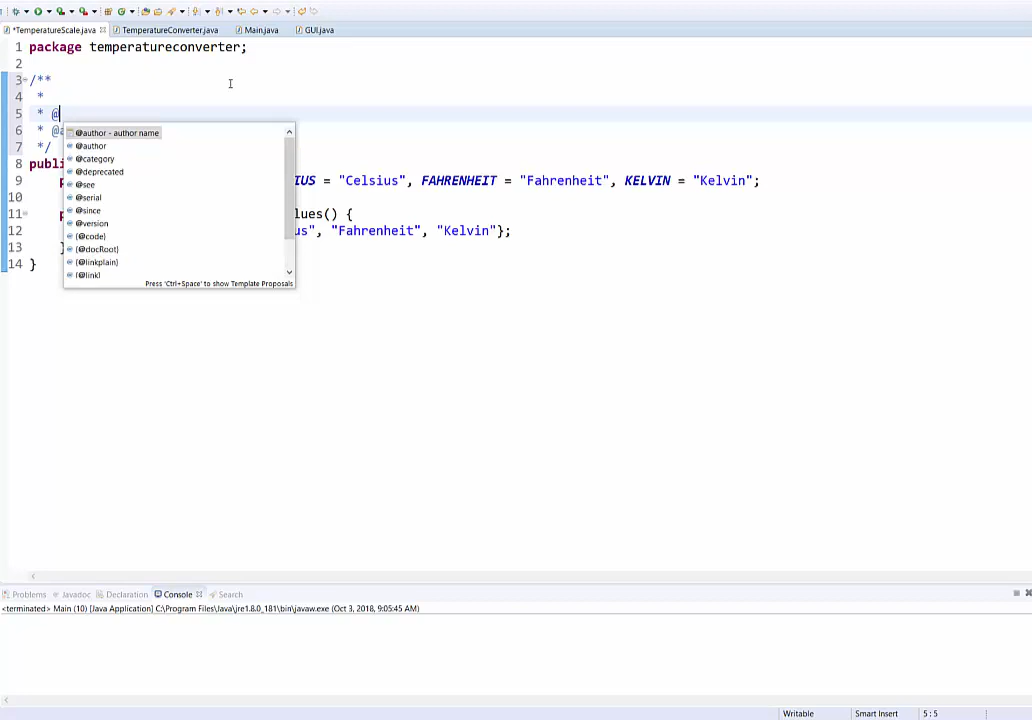 *TemperatureScale.java
TemperatureConverter.java
Main.java
GUI.java
1 package temperatureconverter;
2
3 /**
4 *
5 * @
6 * @a
7 */
8 publi
9 IUS = "Celsius", FAHRENHEIT = "Fahrenheit", KELVIN = "Kelvin";
10
11 lues() {
12 us", "Fahrenheit", "Kelvin"};
13 }
14 }
@author - author name
@author
@category
@deprecated
@see
@serial
@since
@version
{@code}
{@docRoot}
{@linkplain}
{@link}
Press 'Ctrl+Space' to show Template Proposals
Problems
Javadoc
Declaration
Console
Search
<terminated> Main (10) [Java Application] C:\Program Files\Java\jre1.8.0_181\bin\javaw.exe (Oct 3, 2018, 9:05:45 AM)
Writable
Smart Insert
5 : 5